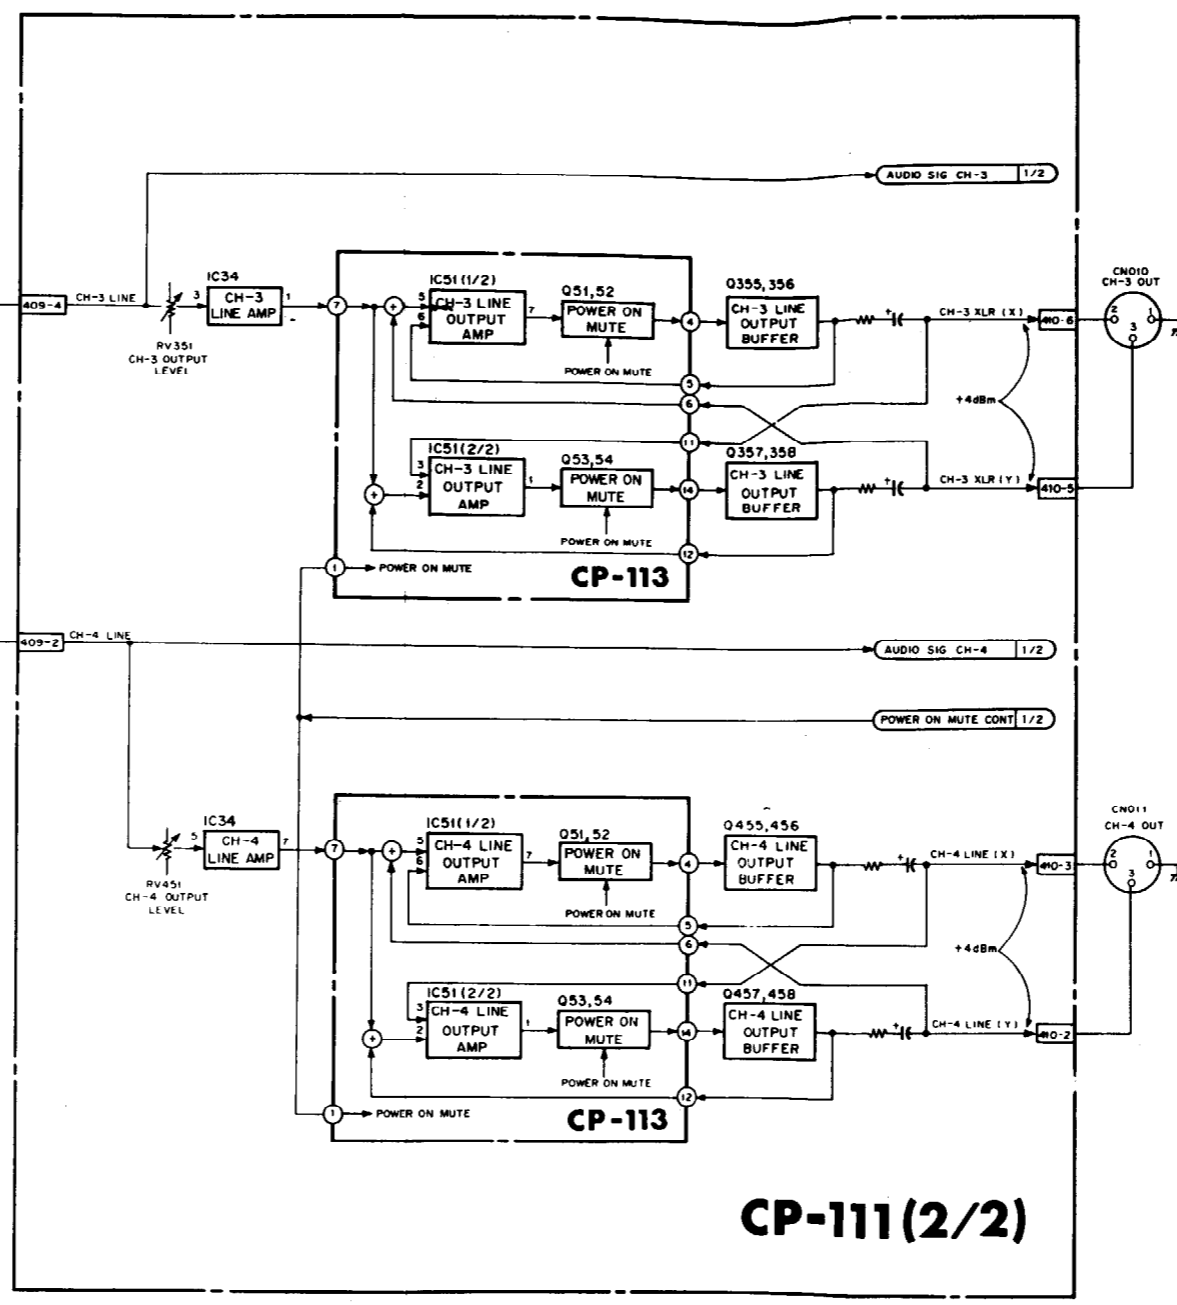 AUDIO SIG CH-3 1/2
409-4 CH-3 LINE
RV351
CH-3 OUTPUT
LEVEL
IC34
3 CH-3 1
LINE AMP
7
IC51(1/2)
5 CH-3 LINE 7
6 OUTPUT
AMP
Q51,52
POWER ON
MUTE
POWER ON MUTE
4
5
6
11
Q355,356
CH-3 LINE
OUTPUT
BUFFER
+
CH-3 XLR (X)
410-6
CN010
CH-3 OUT
2 1
3
+4dBm
IC51(2/2)
3 CH-3 LINE 1
2 OUTPUT
AMP
+
Q53,54
POWER ON
MUTE
POWER ON MUTE
14
12
Q357,358
CH-3 LINE
OUTPUT
BUFFER
+
CH-3 XLR (Y)
410-5
1 POWER ON MUTE
CP-113
409-2 CH-4 LINE
AUDIO SIG CH-4 1/2
POWER ON MUTE CONT 1/2
RV451
CH-4 OUTPUT
LEVEL
IC34
5 CH-4 7
LINE AMP
7
+
IC51(1/2)
5 CH-4 LINE 7
6 OUTPUT
AMP
Q51,52
POWER ON
MUTE
POWER ON MUTE
4
5
6
11
Q455,456
CH-4 LINE
OUTPUT
BUFFER
+
CH-4 LINE (X)
410-3
CN011
CH-4 OUT
2 1
3
+4dBm
IC51(2/2)
3 CH-4 LINE 1
2 OUTPUT
AMP
+
Q53,54
POWER ON
MUTE
POWER ON MUTE
14
12
Q457,458
CH-4 LINE
OUTPUT
BUFFER
+
CH-4 LINE (Y)
410-2
1 POWER ON MUTE
CP-113
CP-111(2/2)